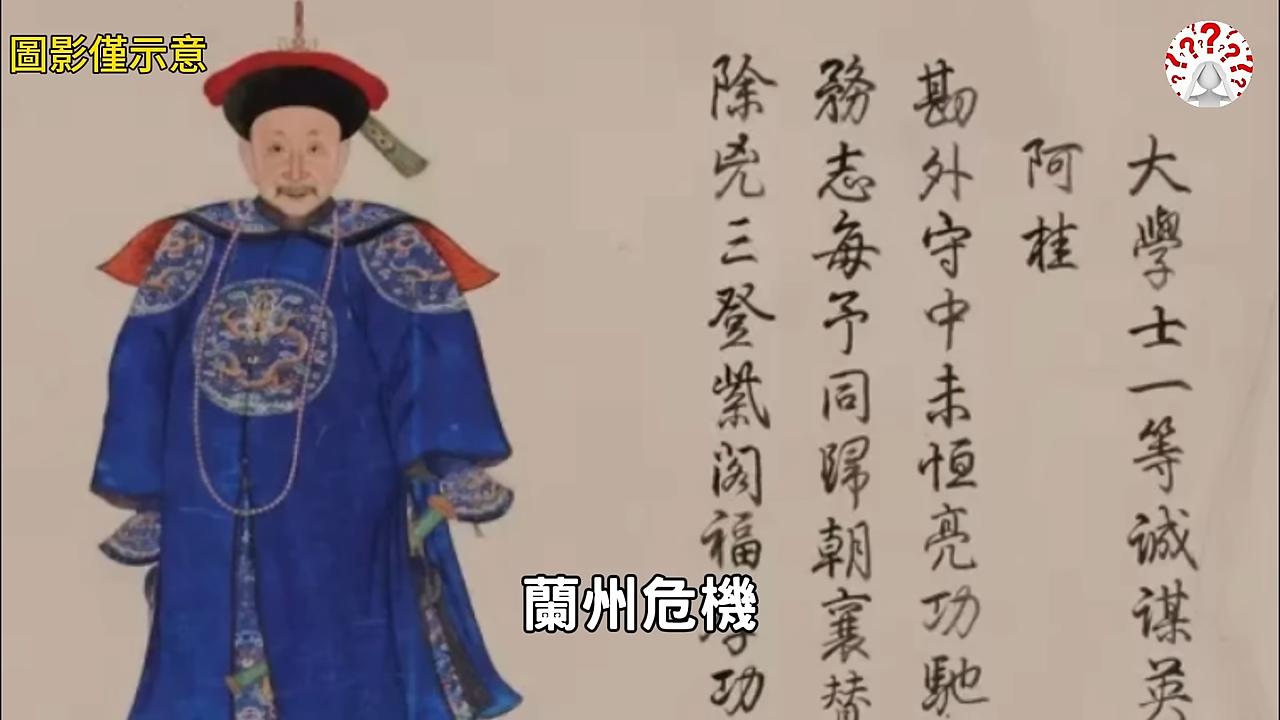 圖影僅示意
大學士一等誠謀英
阿桂
勘外守中未恒亮功馳
務志每予同歸朝襄
除兇三登紫閣福功
蘭州危機